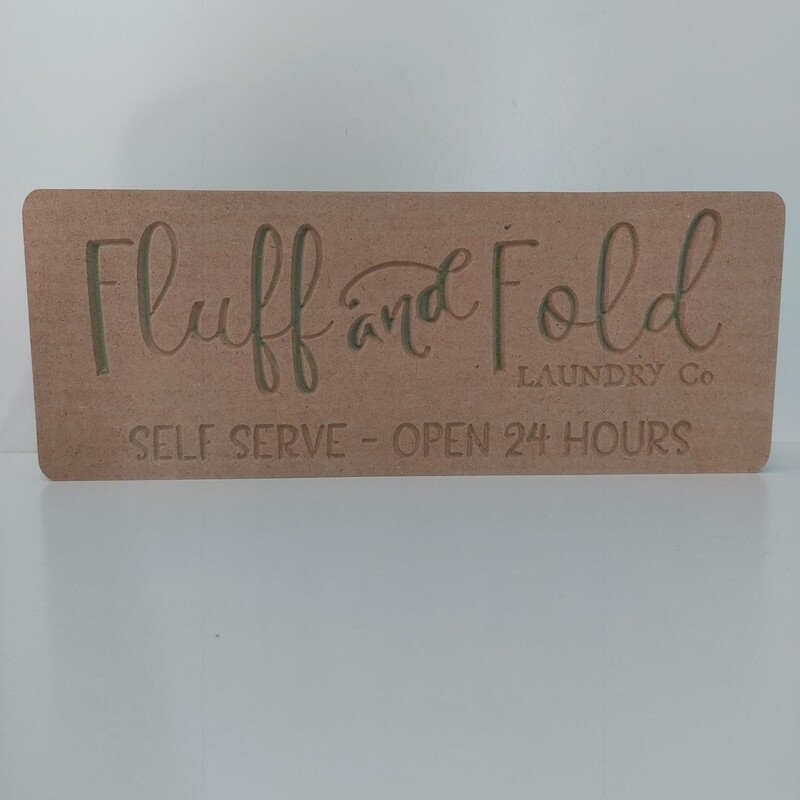 Fluff and Fold
LAUNDRY Co
SELF SERVE - OPEN 24 HOURS